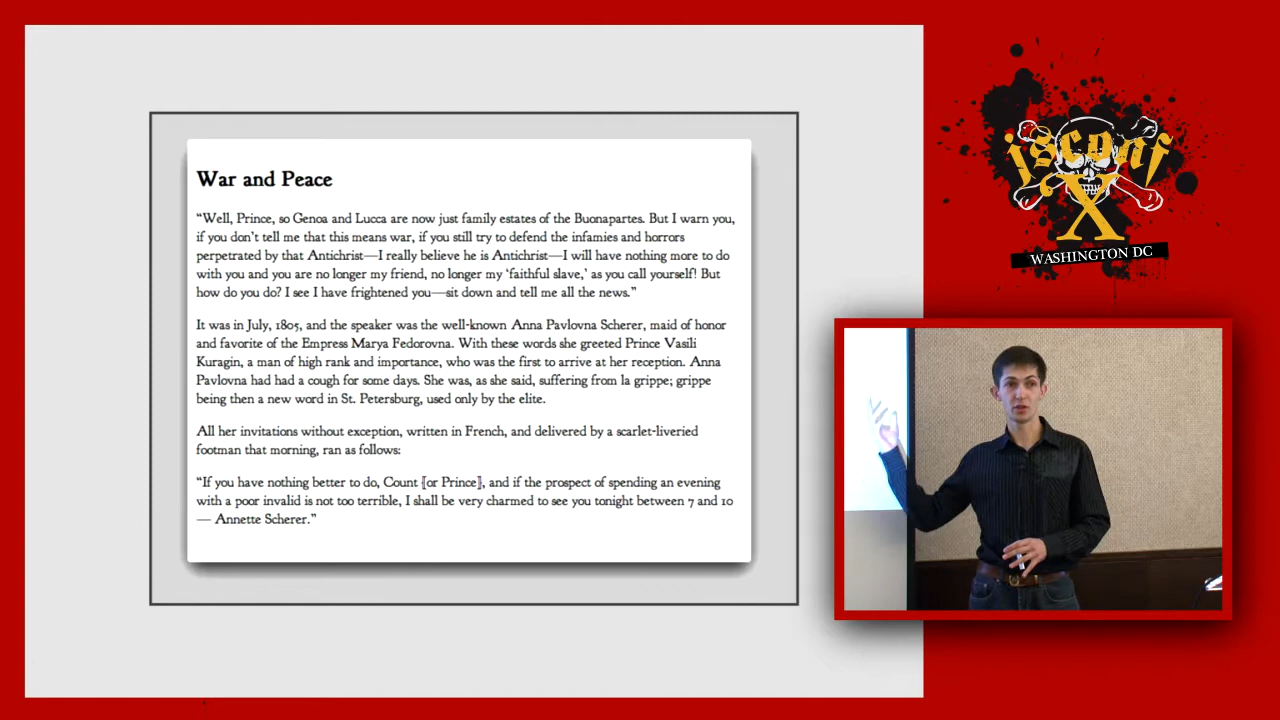 War and Peace
“Well, Prince, so Genoa and Lucca are now just family estates of the Buonapartes. But I warn you,
if you don’t tell me that this means war, if you still try to defend the infamies and horrors
perpetrated by that Antichrist—I really believe he is Antichrist—I will have nothing more to do
with you and you are no longer my friend, no longer my ‘faithful slave,’ as you call yourself! But
how do you do? I see I have frightened you—sit down and tell me all the news.”
It was in July, 1805, and the speaker was the well-known Anna Pavlovna Scherer, maid of honor
and favorite of the Empress Marya Fedorovna. With these words she greeted Prince Vasili
Kuragin, a man of high rank and importance, who was the first to arrive at her reception. Anna
Pavlovna had had a cough for some days. She was, as she said, suffering from la grippe; grippe
being then a new word in St. Petersburg, used only by the elite.
All her invitations without exception, written in French, and delivered by a scarlet-liveried
footman that morning, ran as follows:
“If you have nothing better to do, Count [or Prince], and if the prospect of spending an evening
with a poor invalid is not too terrible, I shall be very charmed to see you tonight between 7 and 10
— Annette Scherer.”
jsconf
X
WASHINGTON DC